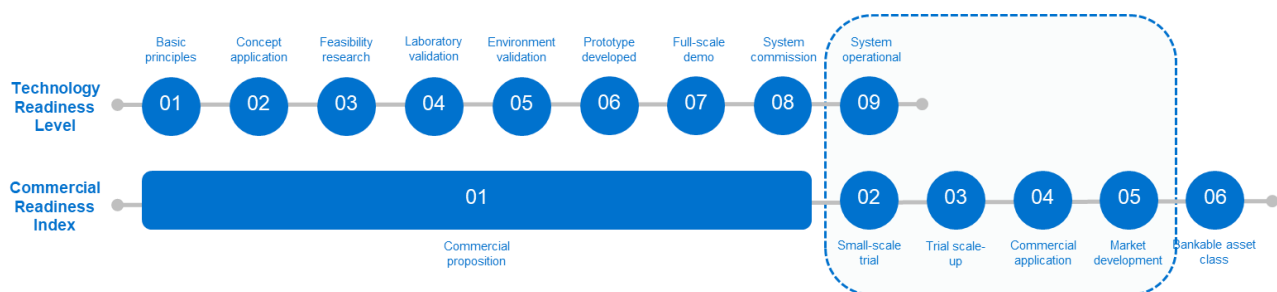 Basic
principles
Concept
application
Feasibility
research
Laboratory
validation
Environment
validation
Prototype
developed
Full-scale
demo
System
commission
System
operational
Technology
Readiness
Level
01
02
03
04
05
06
07
08
09
Commercial
Readiness
Index
01
02
03
04
05
06
Commercial
proposition
Small-scale
trial
Trial scale-
up
Commercial
application
Market
development
Bankable asset
class